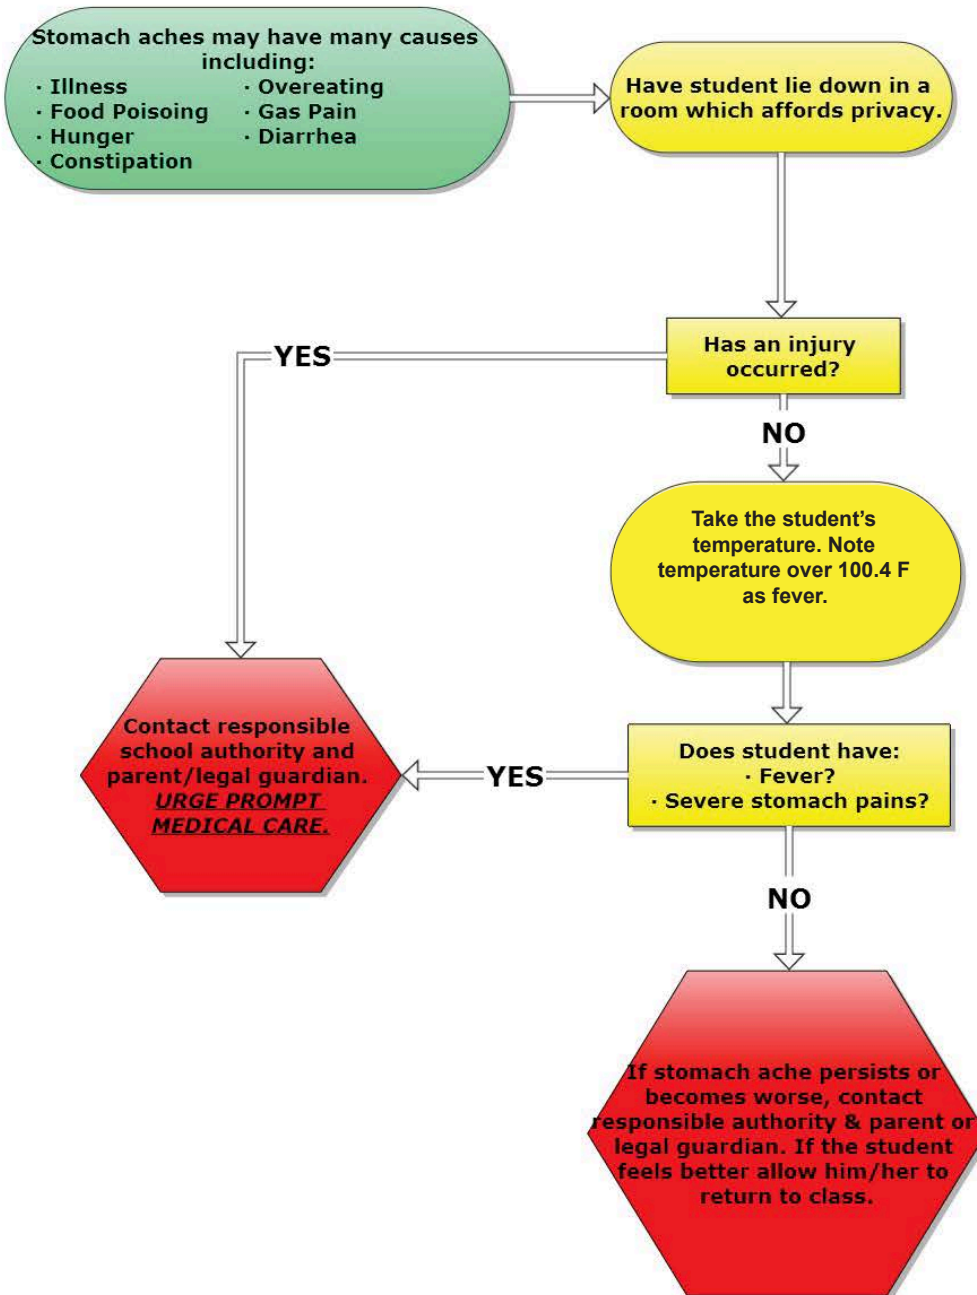 Stomach aches may have many causes
including:
· Illness
· Food Poisoing
· Hunger
· Constipation
· Overeating
· Gas Pain
· Diarrhea
Have student lie down in a
room which affords privacy.
Has an injury
occurred?
YES
NO
Take the student’s
temperature. Note
temperature over 100.4 F
as fever.
Contact responsible
school authority and
parent/legal guardian.
URGE PROMPT
MEDICAL CARE.
YES
Does student have:
· Fever?
· Severe stomach pains?
NO
If stomach ache persists or
becomes worse, contact
responsible authority & parent or
legal guardian. If the student
feels better allow him/her to
return to class.